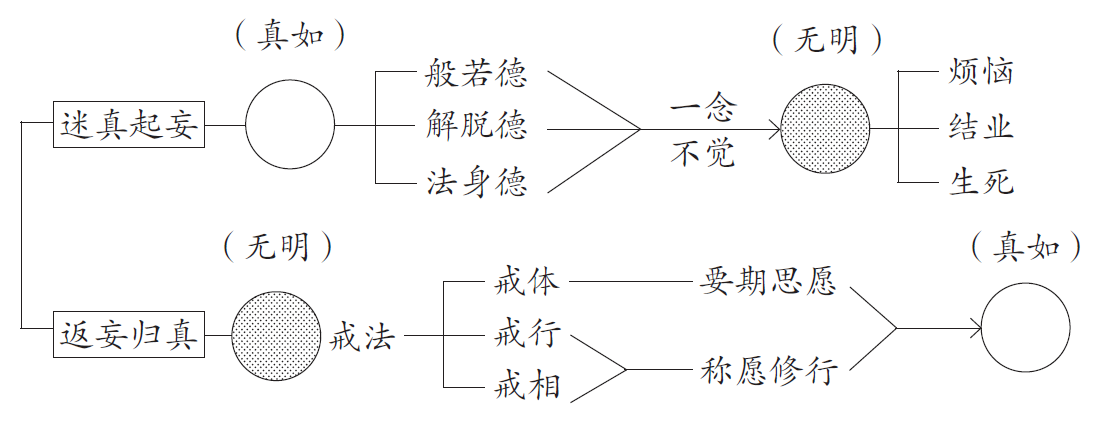 （真如）
（无明）
迷真起妄
般若德
解脱德
法身德
一念
不觉
烦恼
结业
生死
（无明）
（真如）
返妄归真
戒法
戒体
戒行
戒相
要期思愿
称愿修行